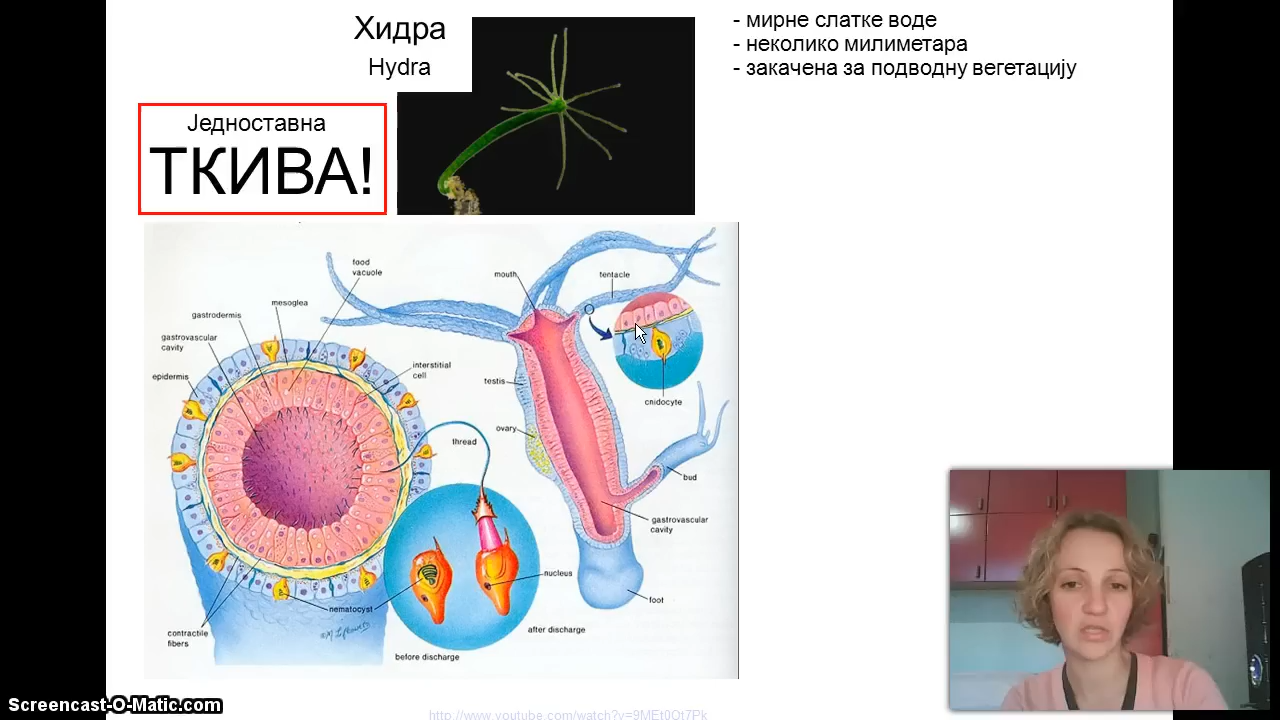 Хидра
Hydra
- мирне слатке воде
- неколико милиметара
- закачена за подводну вегетацију
Једноставна
ТКИВА!
food
vacuole
mesoglea
gastrodermis
gastrovascular
cavity
epidermis
interstitial
cell
thread
nucleus
nematocyst
contractile
fibers
before discharge
after discharge
mouth
tentacle
testis
cnidocyte
ovary
bud
gastrovascular
cavity
foot
http://www.youtube.com/watch?v=9MEt0Ot7Pk
Screencast-O-Matic.com